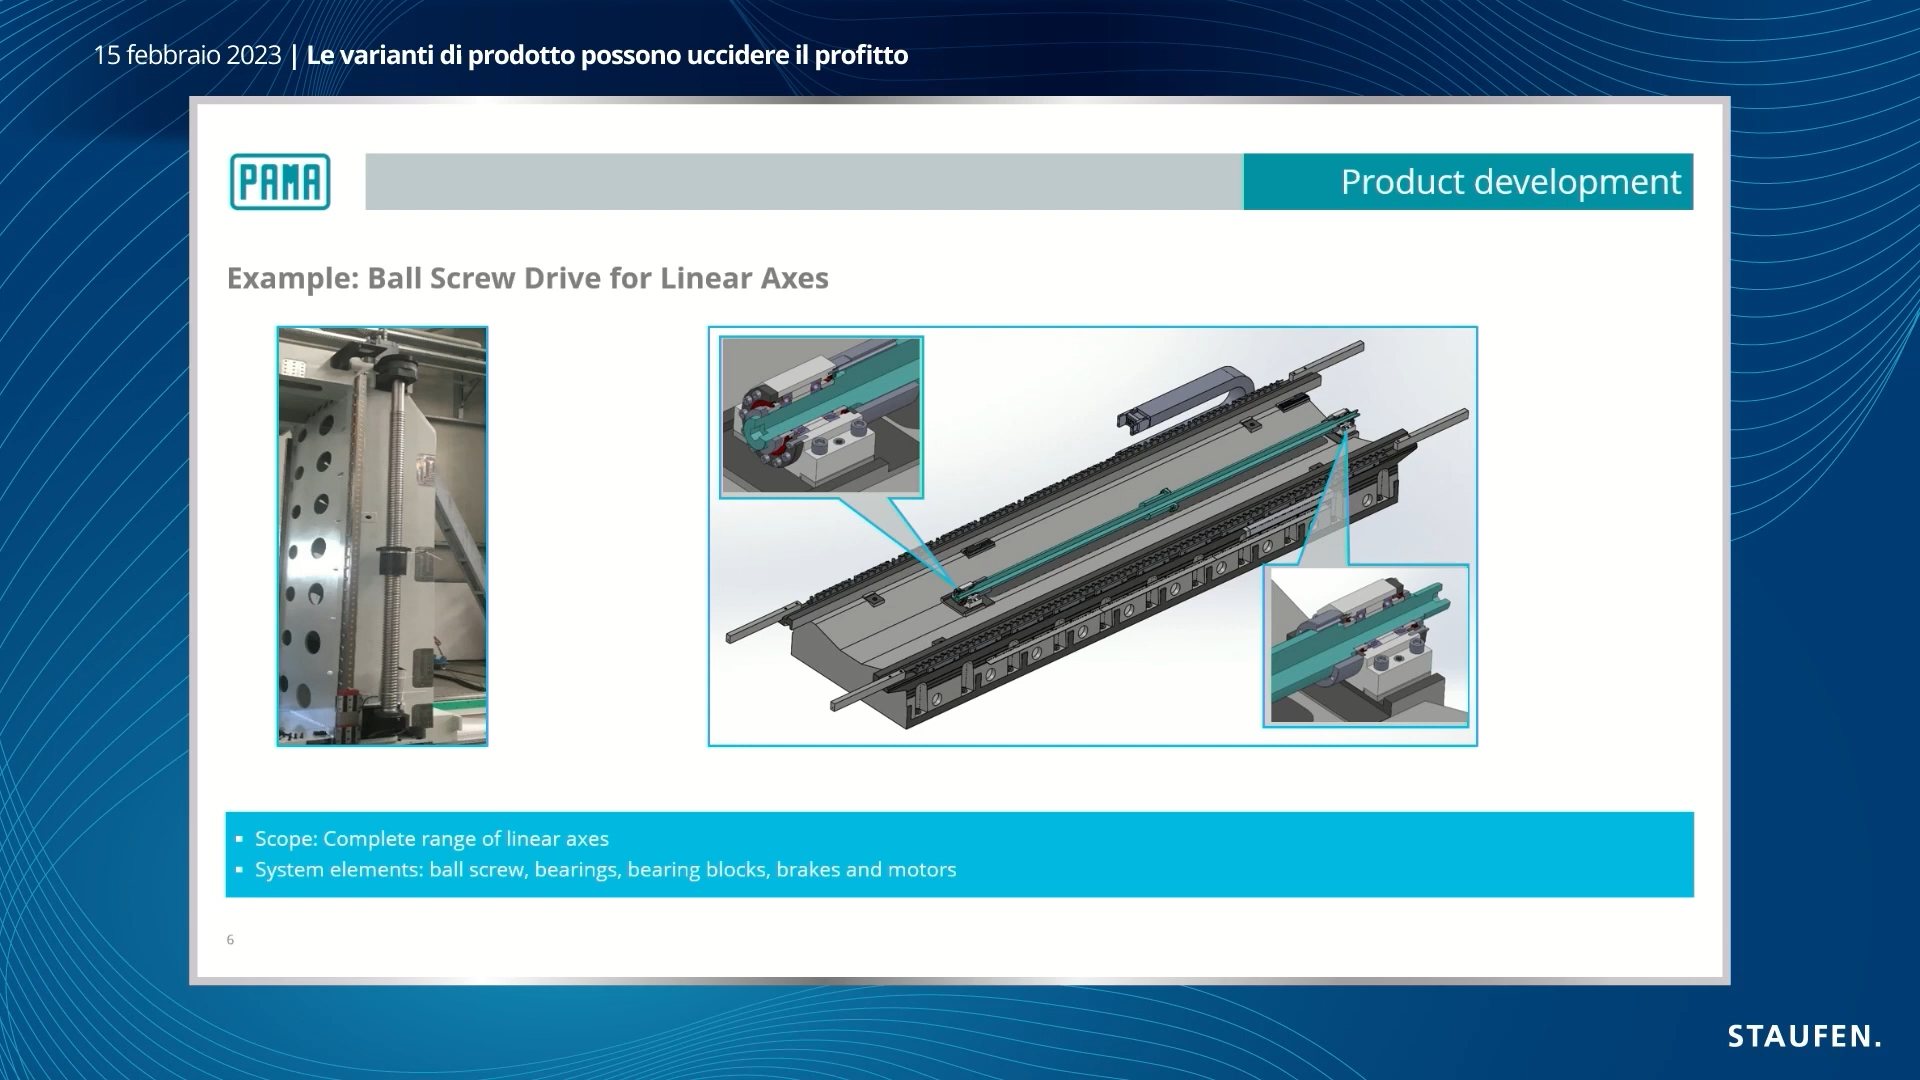 15 febbraio 2023 | Le varianti di prodotto possono uccidere il profitto
PAMA
Product development
Example: Ball Screw Drive for Linear Axes
▪ Scope: Complete range of linear axes
▪ System elements: ball screw, bearings, bearing blocks, brakes and motors
6
STAUFEN.